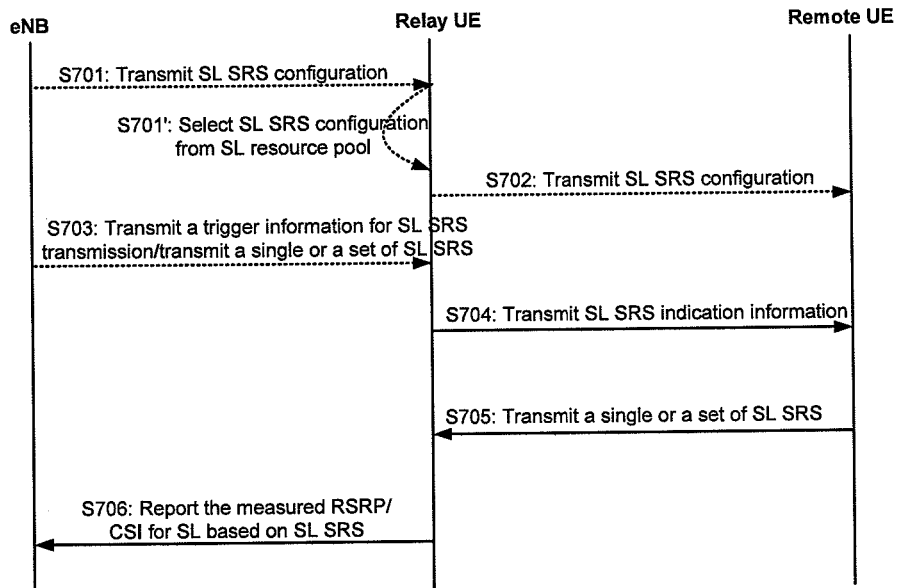 eNB
Relay UE
Remote UE
S701: Transmit SL SRS configuration
S701': Select SL SRS configuration
from SL resource pool
S702: Transmit SL SRS configuration
S703: Transmit a trigger information for SL SRS
transmission/transmit a single or a set of SL SRS
S704: Transmit SL SRS indication information
S705: Transmit a single or a set of SL SRS
S706: Report the measured RSRP/
CSI for SL based on SL SRS